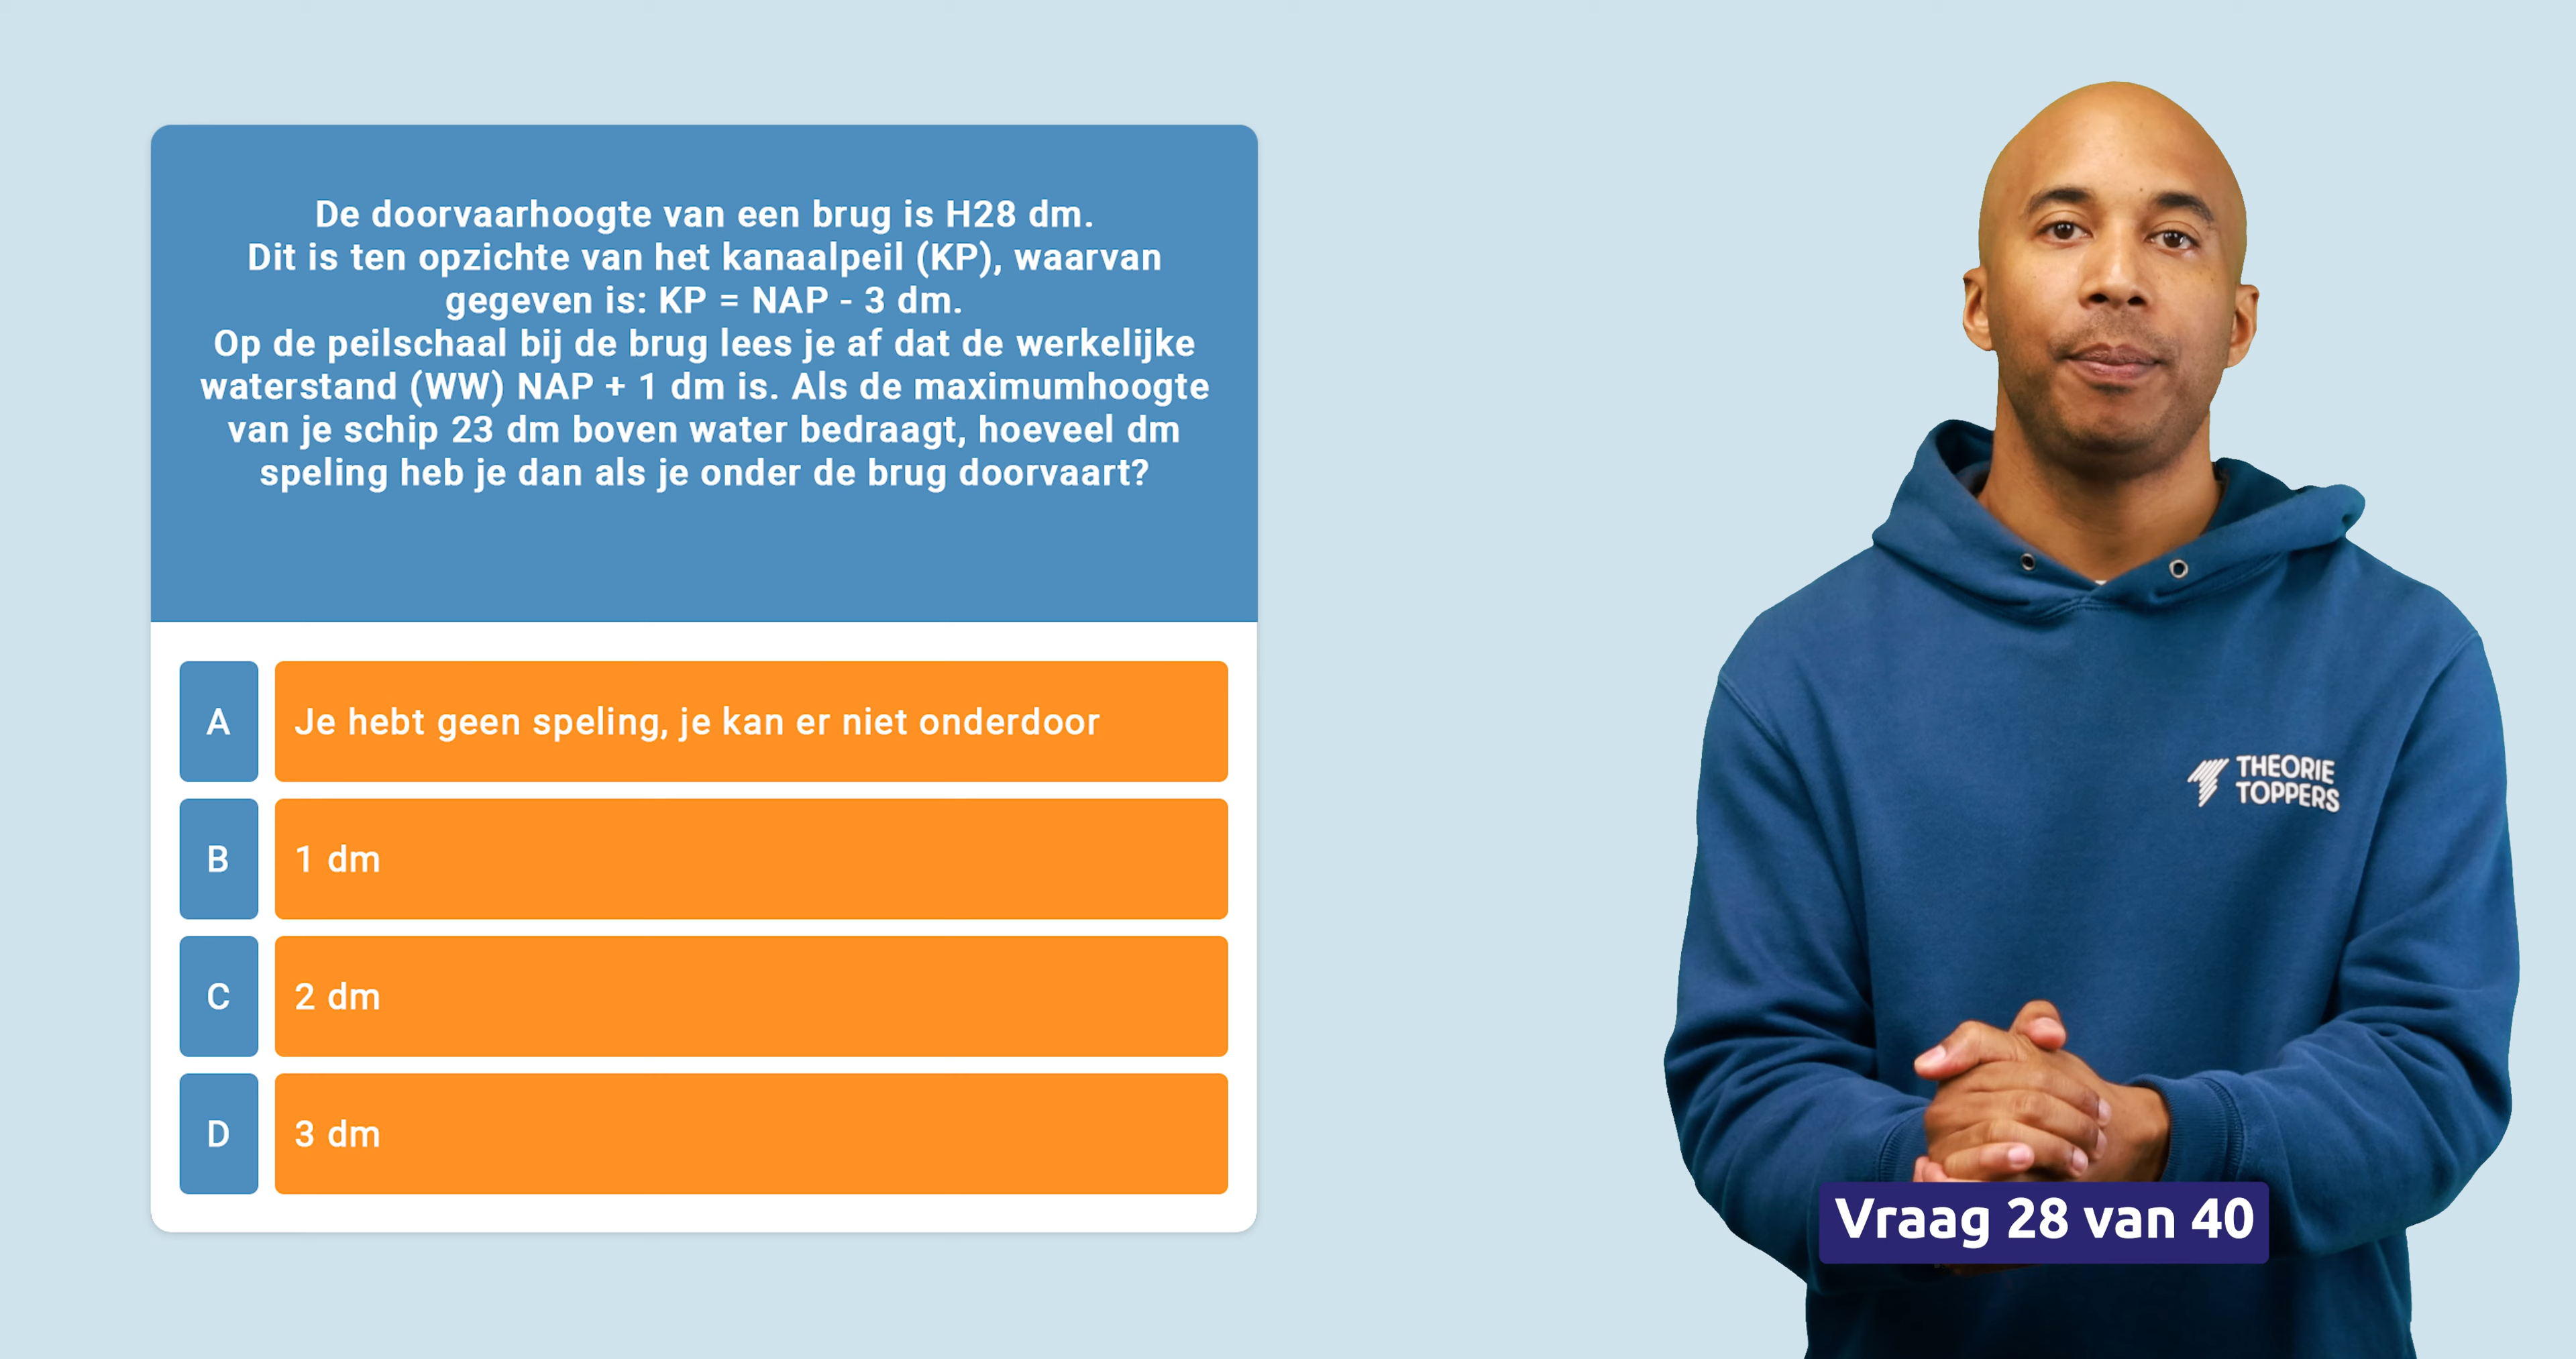 De doorvaarhoogte van een brug is H28 dm.
Dit is ten opzichte van het kanaalpeil (KP), waarvan
gegeven is: KP = NAP - 3 dm.
Op de peilschaal bij de brug lees je af dat de werkelijke
waterstand (WW) NAP + 1 dm is. Als de maximumhoogte
van je schip 23 dm boven water bedraagt, hoeveel dm
speling heb je dan als je onder de brug doorvaart?
A Je hebt geen speling, je kan er niet onderdoor
B 1 dm
C 2 dm
D 3 dm
THEORIE
TOPPERS
Vraag 28 van 40